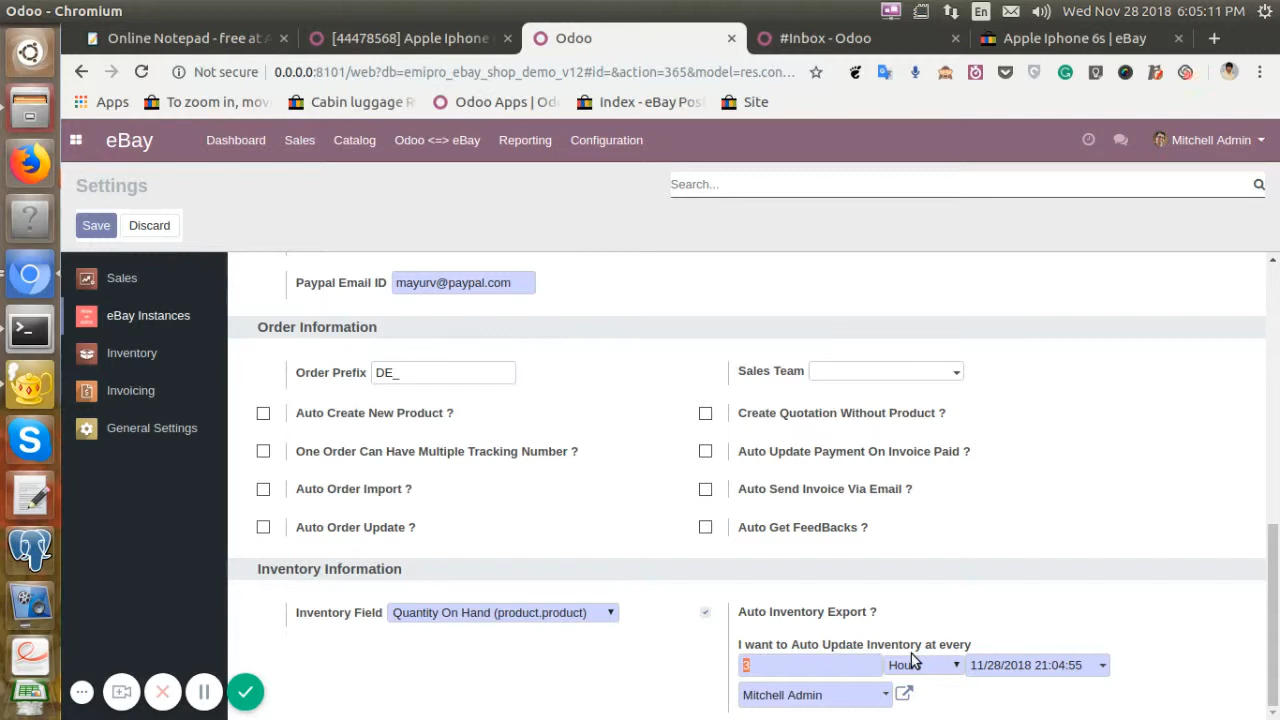 Odoo - Chromium
En
Wed Nov 28 2018 6:05:11 PM
Online Notepad - free at A
[44478568] Apple Iphone
Odoo
#Inbox - Odoo
Apple Iphone 6s | eBay
Not secure
0.0.0.0:8101/web?db=emipro_ebay_shop_demo_v12#id=&action=365&model=res.con...
Apps
To zoom in, mov
Cabin luggage R
Odoo Apps | Od
Index - eBay Pos
Site
eBay
Dashboard
Sales
Catalog
Odoo <=> eBay
Reporting
Configuration
Mitchell Admin
Settings
Search...
Save
Discard
Sales
eBay Instances
Inventory
Invoicing
General Settings
Paypal Email ID mayurv@paypal.com
Order Information
Order Prefix DE_
Sales Team
Auto Create New Product ?
Create Quotation Without Product ?
One Order Can Have Multiple Tracking Number ?
Auto Update Payment On Invoice Paid ?
Auto Order Import ?
Auto Send Invoice Via Email ?
Auto Order Update ?
Auto Get FeedBacks ?
Inventory Information
Inventory Field Quantity On Hand (product.product)
Auto Inventory Export ?
I want to Auto Update Inventory at every
3 Hours 11/28/2018 21:04:55
Mitchell Admin